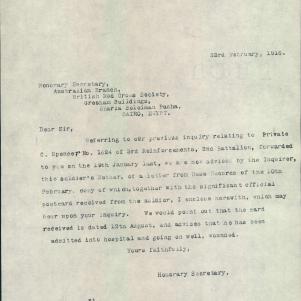 23rd February, 1916.
Honorary Secretary,
Australian Branch,
British Red Cross Society,
Gresham Buildings,
Sharia Soleiman Pasha,
CAIRO, EGYPT.
Dear Sir,
Referring to our previous inquiry relating to Private
C. Spencer No. 1624 of 3rd Reinforcements, 2nd Battalion, forwarded
to you on the 19th January last, we are now advised by the Inquirer,
this soldier's Mother, of a letter from Base Records of the 10th
February, copy of which, together with the significant official
postcard received from the soldier, I enclose herewith, which may
bear upon your inquiry. We would point out that the card
received is dated 12th August, and advises that he has been
admitted into hospital and going on well, wounded.
Yours faithfully,
Honorary Secretary,